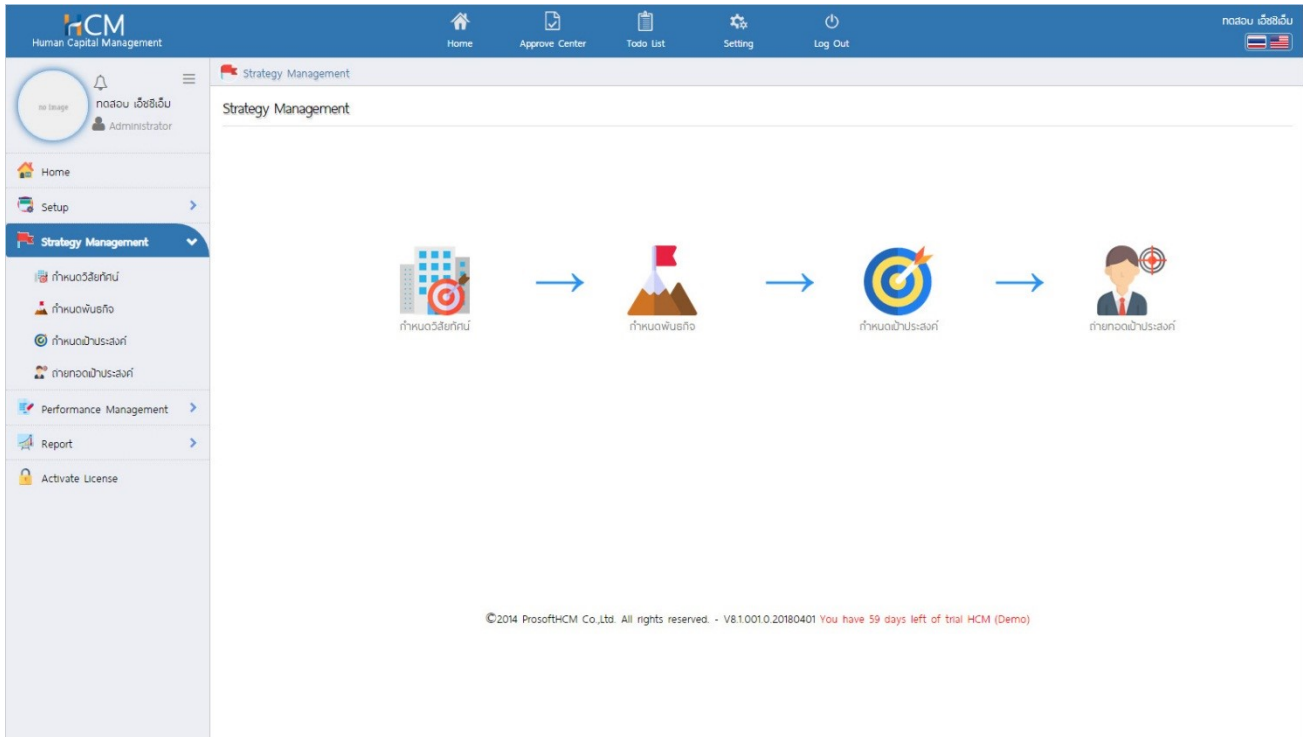 HCM
Human Capital Management
Home
Approve Center
Todo List
Setting
Log Out
ทดสอบ เอ็ชซิเอ็ม
no image
ทดสอบ เอ็ชซิเอ็ม
Administrator
Strategy Management
Strategy Management
Home
Setup
Strategy Management
กำหนดวิสัยทัศน์
กำหนดพันธกิจ
กำหนดเป้าประสงค์
ถ่ายทอดเป้าประสงค์
Performance Management
Report
Activate License
กำหนดวิสัยทัศน์
กำหนดพันธกิจ
กำหนดเป้าประสงค์
ถ่ายทอดเป้าประสงค์
©2014 ProsoftHCM Co.,Ltd. All rights reserved. - V8.1.001.0.20180401 You have 59 days left of trial HCM (Demo)